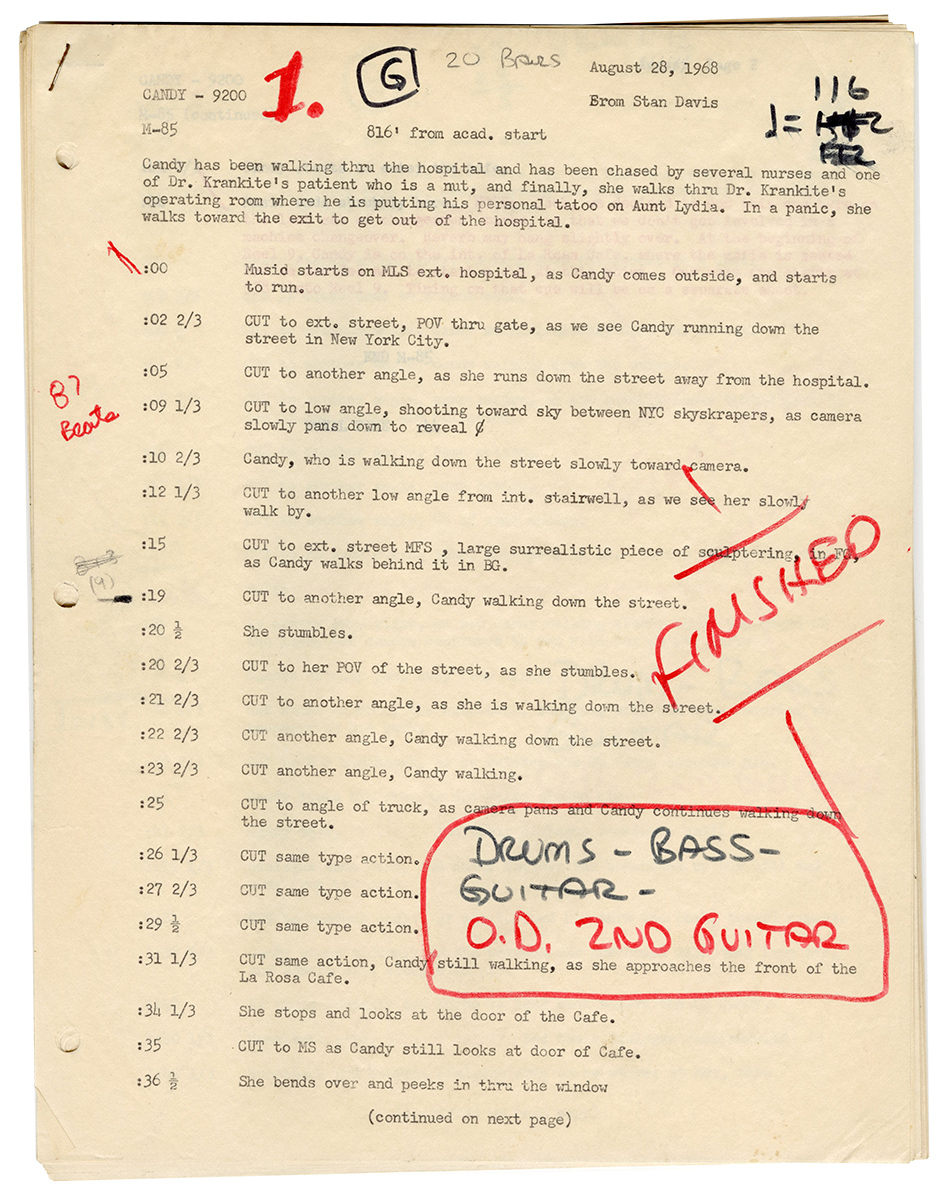 1.
G
20 BARS
August 28, 1968
CANDY - 9200
From Stan Davis
116
♩=
M-85
816' from acad. start
Candy has been walking thru the hospital and has been chased by several nurses and one
of Dr. Krankite's patient who is a nut, and finally, she walks thru Dr. Krankite's
operating room where he is putting his personal tatoo on Aunt Lydia. In a panic, she
walks toward the exit to get out of the hospital.
:00 Music starts on MLS ext. hospital, as Candy comes outside, and starts
to run.
:02 2/3 CUT to ext. street, POV thru gate, as we see Candy running down the
street in New York City.
:05 CUT to another angle, as she runs down the street away from the hospital.
87
Beats
:09 1/3 CUT to low angle, shooting toward sky between NYC skyskrapers, as camera
slowly pans down to reveal
:10 2/3 Candy, who is walking down the street slowly toward camera.
:12 1/3 CUT to another low angle from int. stairwell, as we see her slowly
walk by.
:15 CUT to ext. street MFS , large surrealistic piece of sculptering, in FG,
as Candy walks behind it in BG.
(9)
:19 CUT to another angle, Candy walking down the street.
FINISHED
:20 ½ She stumbles.
:20 2/3 CUT to her POV of the street, as she stumbles.
:21 2/3 CUT to another angle, as she is walking down the street.
:22 2/3 CUT another angle, Candy walking down the street.
:23 2/3 CUT another angle, Candy walking.
:25 CUT to angle of truck, as camera pans and Candy continues walking down
the street.
:26 1/3 CUT same type action.
:27 2/3 CUT same type action.
:29 ½ CUT same type action.
DRUMS - BASS-
GUITAR -
O.D. 2ND GUITAR
:31 1/3 CUT same action, Candy still walking, as she approaches the front of the
La Rosa Cafe.
:34 1/3 She stops and looks at the door of the Cafe.
:35 CUT to MS as Candy still looks at door of Cafe.
:36 ½ She bends over and peeks in thru the window
(continued on next page)